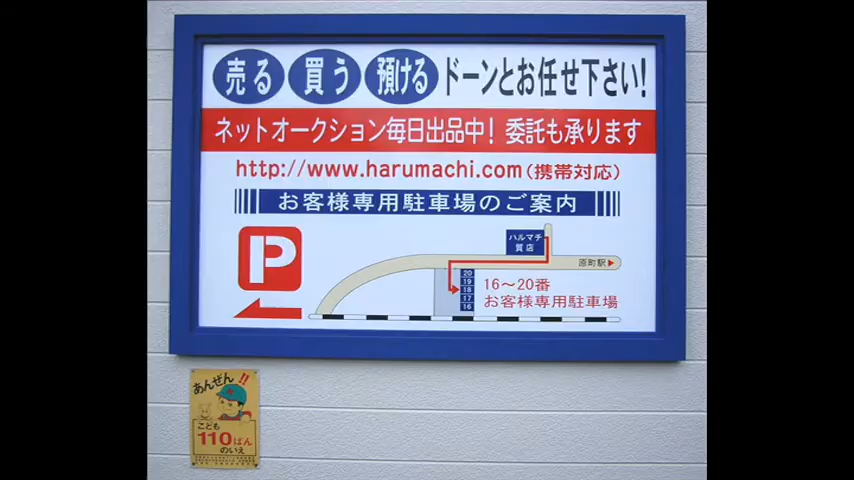 売る 買う 預ける ドーンとお任せ下さい!
ネットオークション毎日出品中! 委託も承ります
http://www.harumachi.com(携帯対応)
お客様専用駐車場のご案内
P
ハルマチ
質店
原町駅▶
20
19
18
17
16
16~20番
お客様専用駐車場
あんぜん!!
こども
110ばん
のいえ